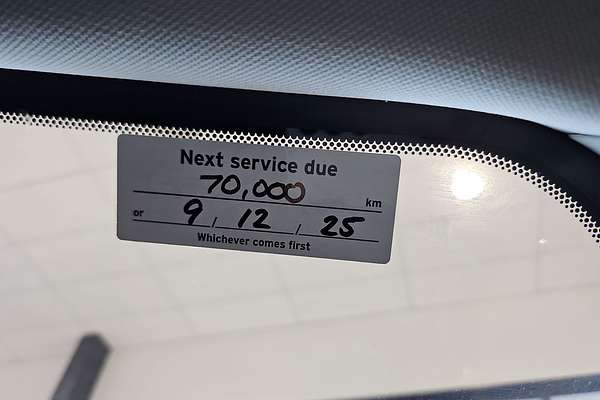 Next service due
70,000 km
or 9 / 12 / 25
Whichever comes first